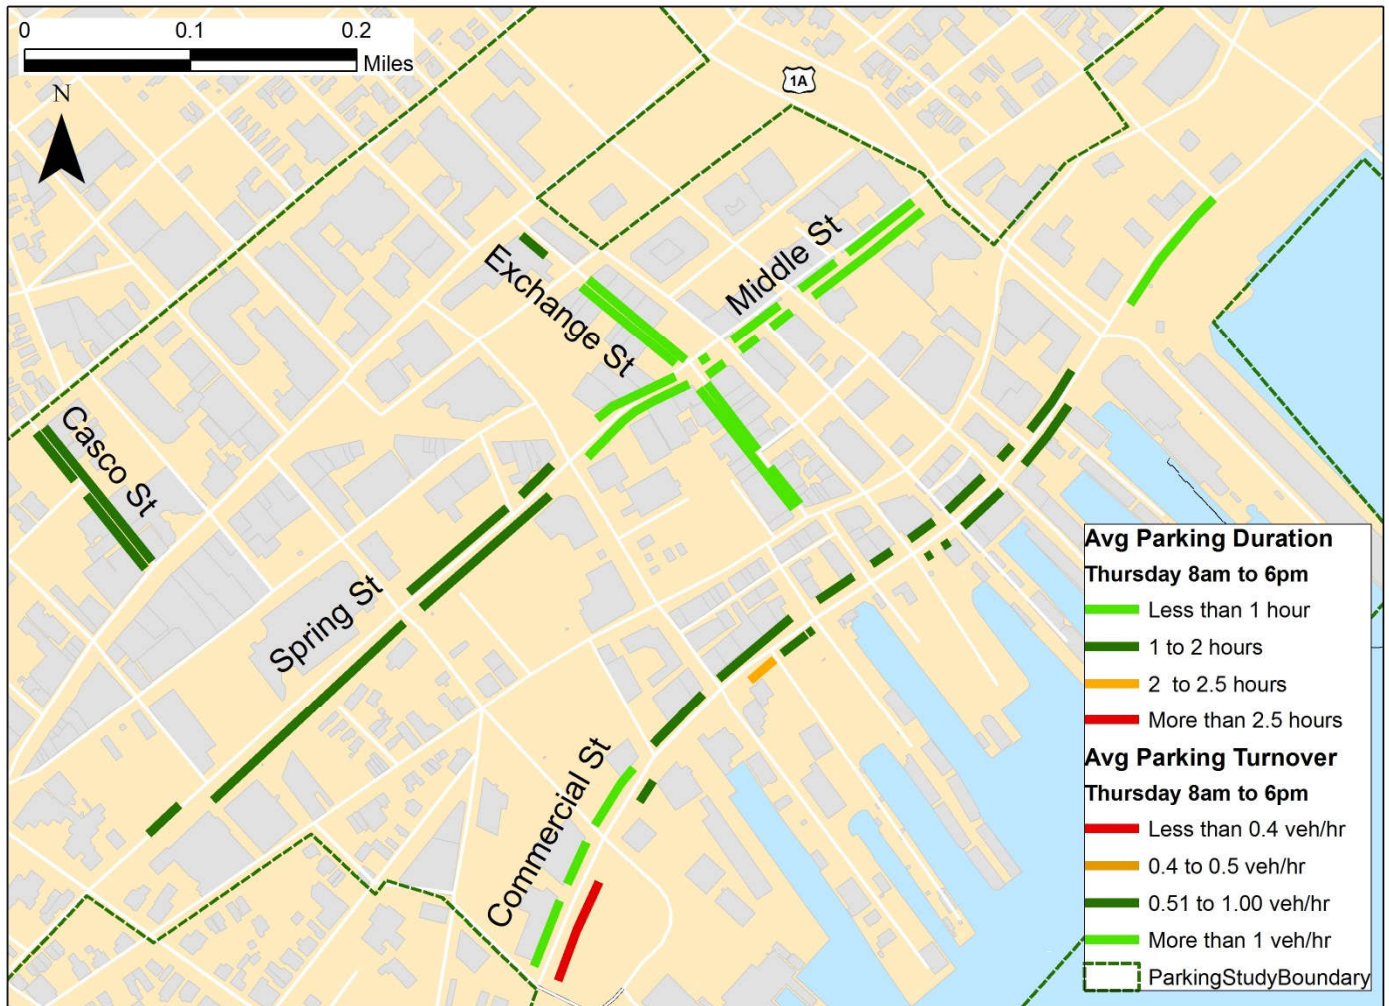 0 0.1 0.2
Miles
N
1A
Exchange St
Middle St
Casco St
Spring St
Commercial St
Avg Parking Duration
Thursday 8am to 6pm
Less than 1 hour
1 to 2 hours
2 to 2.5 hours
More than 2.5 hours
Avg Parking Turnover
Thursday 8am to 6pm
Less than 0.4 veh/hr
0.4 to 0.5 veh/hr
0.51 to 1.00 veh/hr
More than 1 veh/hr
ParkingStudyBoundary